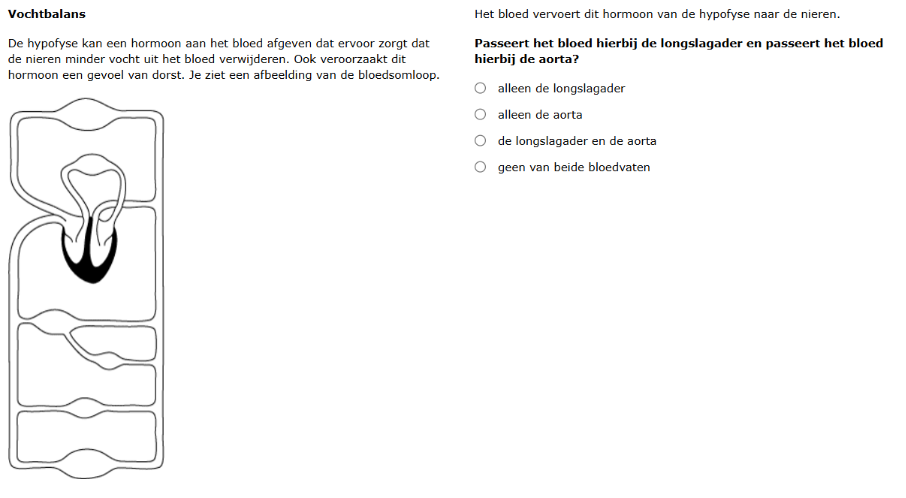 Vochtbalans
De hypofyse kan een hormoon aan het bloed afgeven dat ervoor zorgt dat
de nieren minder vocht uit het bloed verwijderen. Ook veroorzaakt dit
hormoon een gevoel van dorst. Je ziet een afbeelding van de bloedsomloop.
Het bloed vervoert dit hormoon van de hypofyse naar de nieren.
Passeert het bloed hierbij de longslagader en passeert het bloed
hierbij de aorta?
alleen de longslagader
alleen de aorta
de longslagader en de aorta
geen van beide bloedvaten